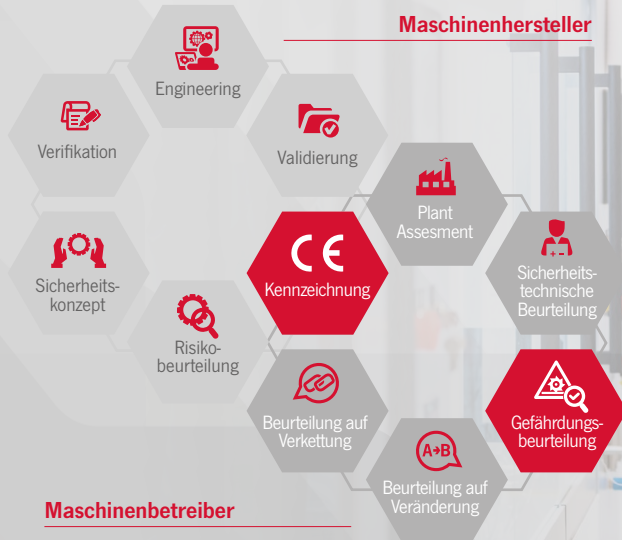 Maschinenhersteller
Engineering
Verifikation
Validierung
Plant
Assesment
Sicherheits-
konzept
CE
Kennzeichnung
Sicherheits-
technische
Beurteilung
Risiko-
beurteilung
Beurteilung auf
Verkettung
Gefährdungs-
beurteilung
A→B
Beurteilung auf
Veränderung
Maschinenbetreiber